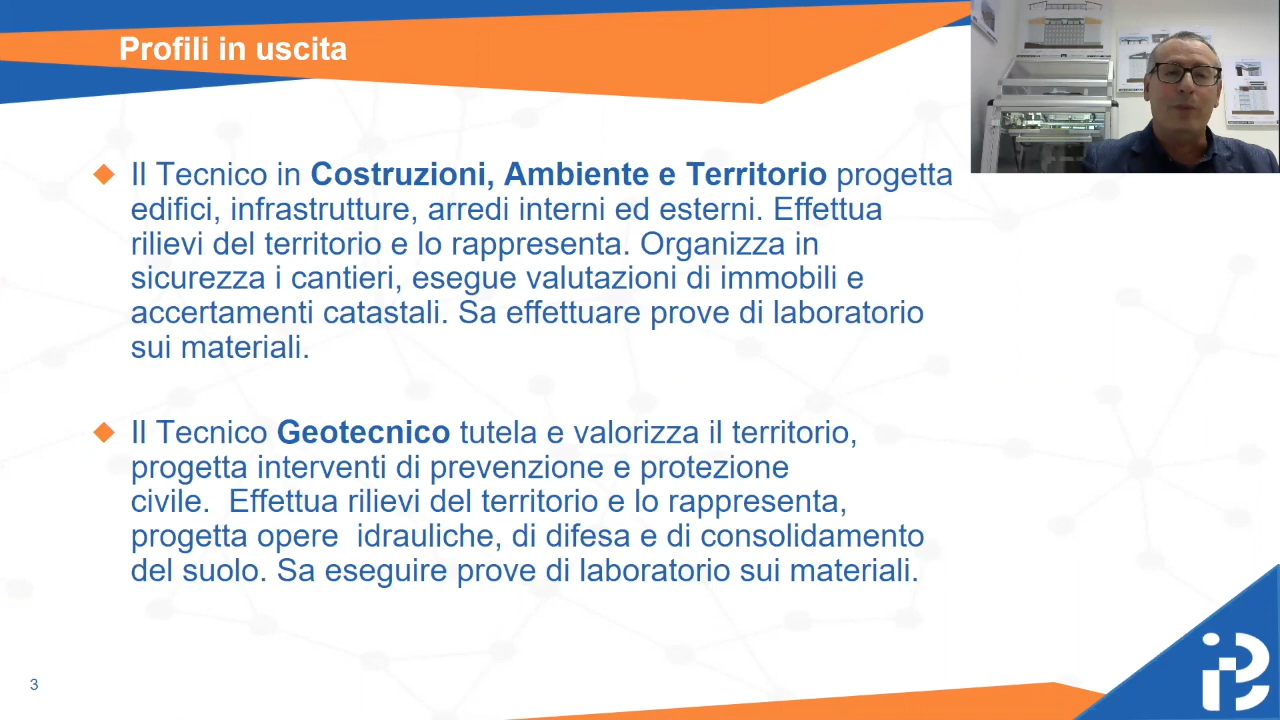 Profili in uscita
Il Tecnico in Costruzioni, Ambiente e Territorio progetta
edifici, infrastrutture, arredi interni ed esterni. Effettua
rilievi del territorio e lo rappresenta. Organizza in
sicurezza i cantieri, esegue valutazioni di immobili e
accertamenti catastali. Sa effettuare prove di laboratorio
sui materiali.
Il Tecnico Geotecnico tutela e valorizza il territorio,
progetta interventi di prevenzione e protezione
civile.  Effettua rilievi del territorio e lo rappresenta,
progetta opere  idrauliche, di difesa e di consolidamento
del suolo. Sa eseguire prove di laboratorio sui materiali.
3